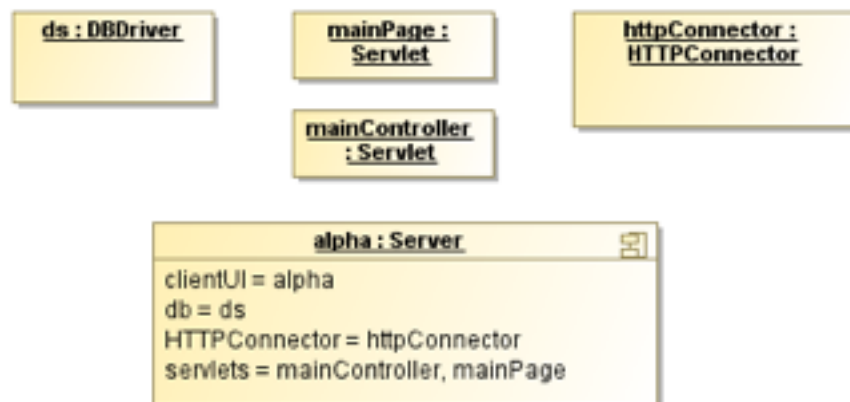 ds : DBDriver
mainPage :
Servlet
httpConnector :
HTTPConnector
mainController
: Servlet
alpha : Server
clientUI = alpha
db = ds
HTTPConnector = httpConnector
servlets = mainController, mainPage